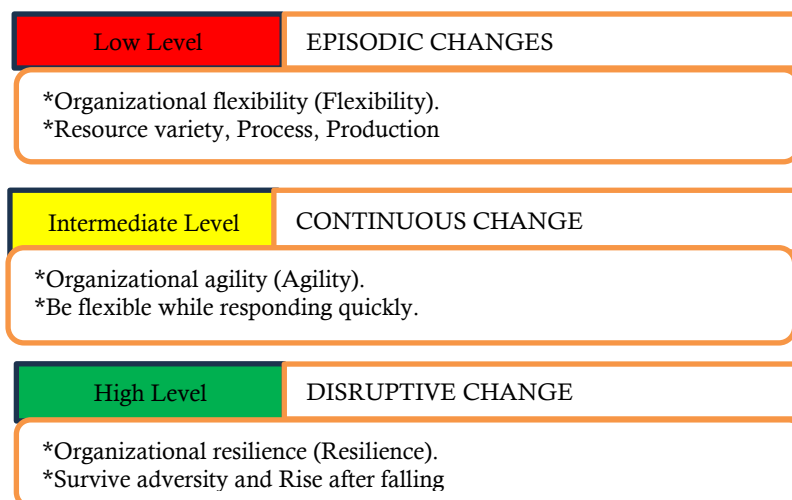 Low Level
EPISODIC CHANGES
*Organizational flexibility (Flexibility).
*Resource variety, Process, Production
Intermediate Level
CONTINUOUS CHANGE
*Organizational agility (Agility).
*Be flexible while responding quickly.
High Level
DISRUPTIVE CHANGE
*Organizational resilience (Resilience).
*Survive adversity and Rise after falling